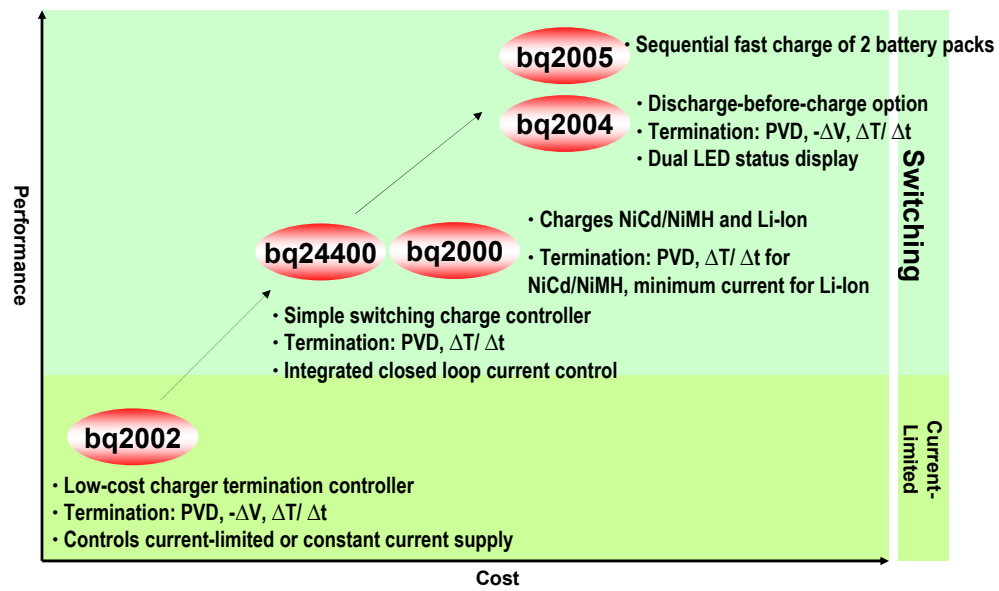 bq2005
· Sequential fast charge of 2 battery packs
bq2004
· Discharge-before-charge option
· Termination: PVD, -ΔV, ΔT/ Δt
· Dual LED status display
Switching
Performance
bq24400
bq2000
· Charges NiCd/NiMH and Li-Ion
· Termination: PVD, ΔT/ Δt for
NiCd/NiMH, minimum current for Li-Ion
· Simple switching charge controller
· Termination: PVD, ΔT/ Δt
· Integrated closed loop current control
bq2002
Current-
Limited
· Low-cost charger termination controller
· Termination: PVD, -ΔV, ΔT/ Δt
· Controls current-limited or constant current supply
Cost